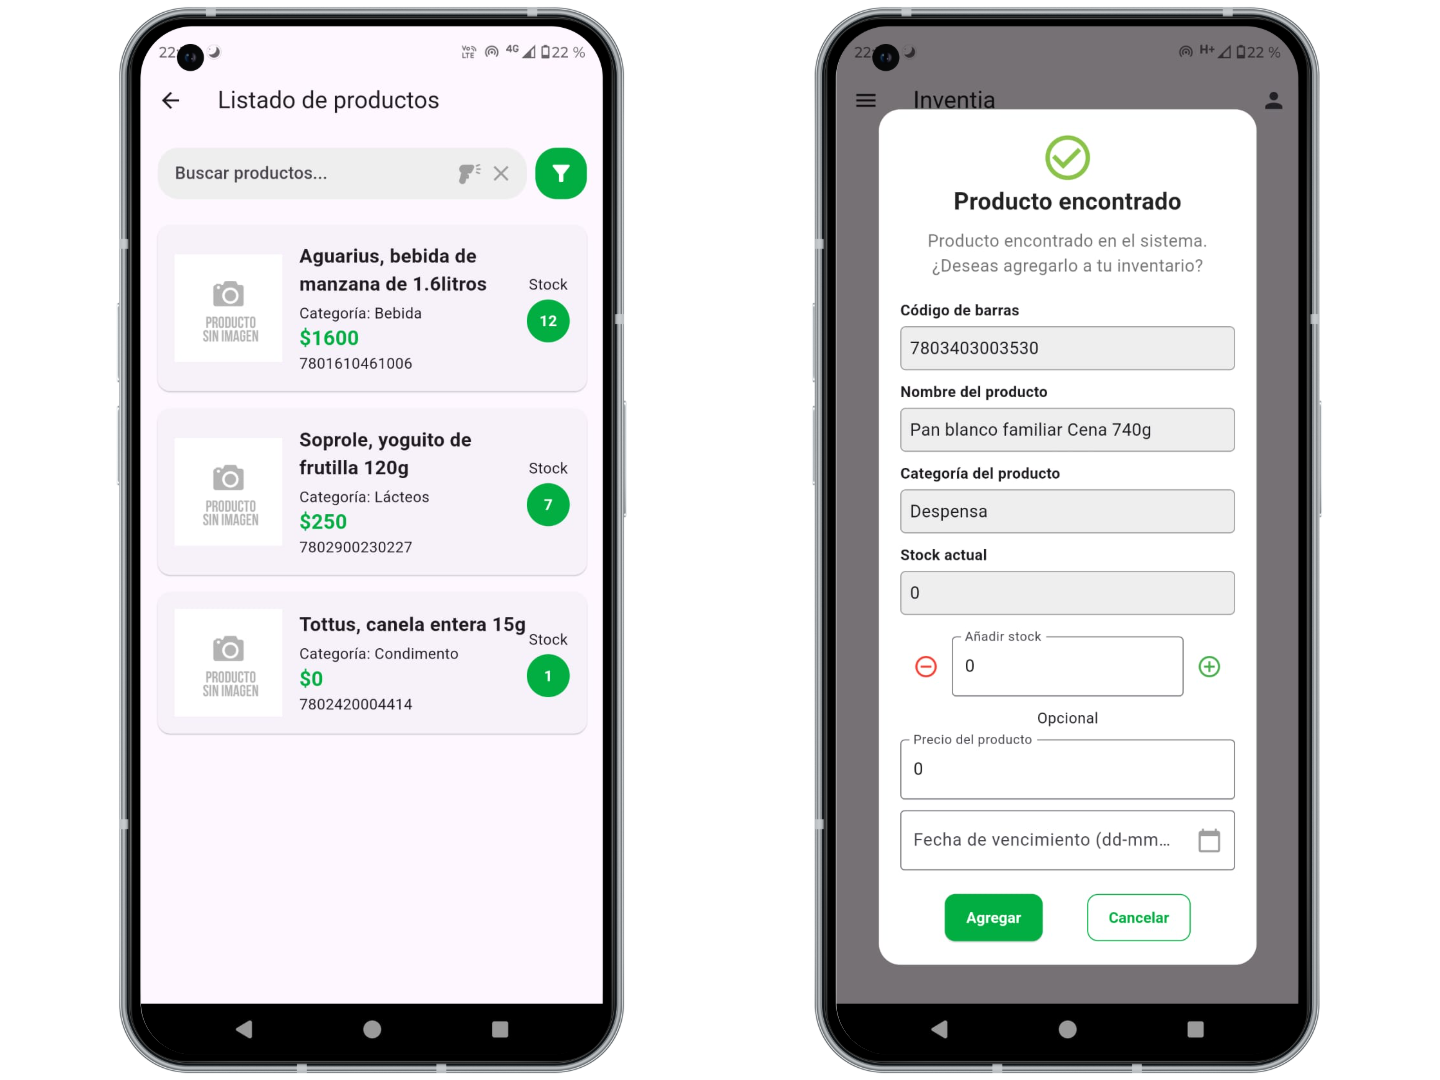 22
Vo))
LTE
4G
22 %
Listado de productos
Buscar productos...
PRODUCTO
SIN IMAGEN
Aguarius, bebida de
manzana de 1.6litros
Categoría: Bebida
$1600
7801610461006
Stock
12
PRODUCTO
SIN IMAGEN
Soprole, yoguito de
frutilla 120g
Categoría: Lácteos
$250
7802900230227
Stock
7
PRODUCTO
SIN IMAGEN
Tottus, canela entera 15g
Categoría: Condimento
$0
7802420004414
Stock
1
22
H+
22 %
Inventia
Producto encontrado
Producto encontrado en el sistema.
¿Deseas agregarlo a tu inventario?
Código de barras
7803403003530
Nombre del producto
Pan blanco familiar Cena 740g
Categoría del producto
Despensa
Stock actual
0
Añadir stock
0
Opcional
Precio del producto
0
Fecha de vencimiento (dd-mm...
Agregar
Cancelar